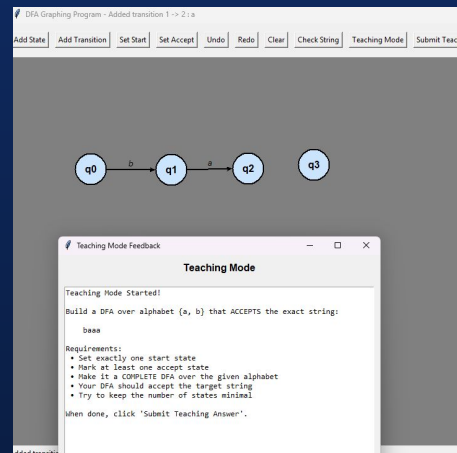 DFA Graphing Program - Added transition 1 -> 2 : a
Add State Add Transition Set Start Set Accept Undo Redo Clear Check String Teaching Mode Submit
q0 b q1 a q2 q3
Teaching Mode Feedback
Teaching Mode
Teaching Mode Started!
Build a DFA over alphabet {a, b} that ACCEPTS the exact string:
baaa
Requirements:
• Set exactly one start state
• Mark at least one accept state
• Make it a COMPLETE DFA over the given alphabet
• Your DFA should accept the target string
• Try to keep the number of states minimal
When done, click 'Submit Teaching Answer'.